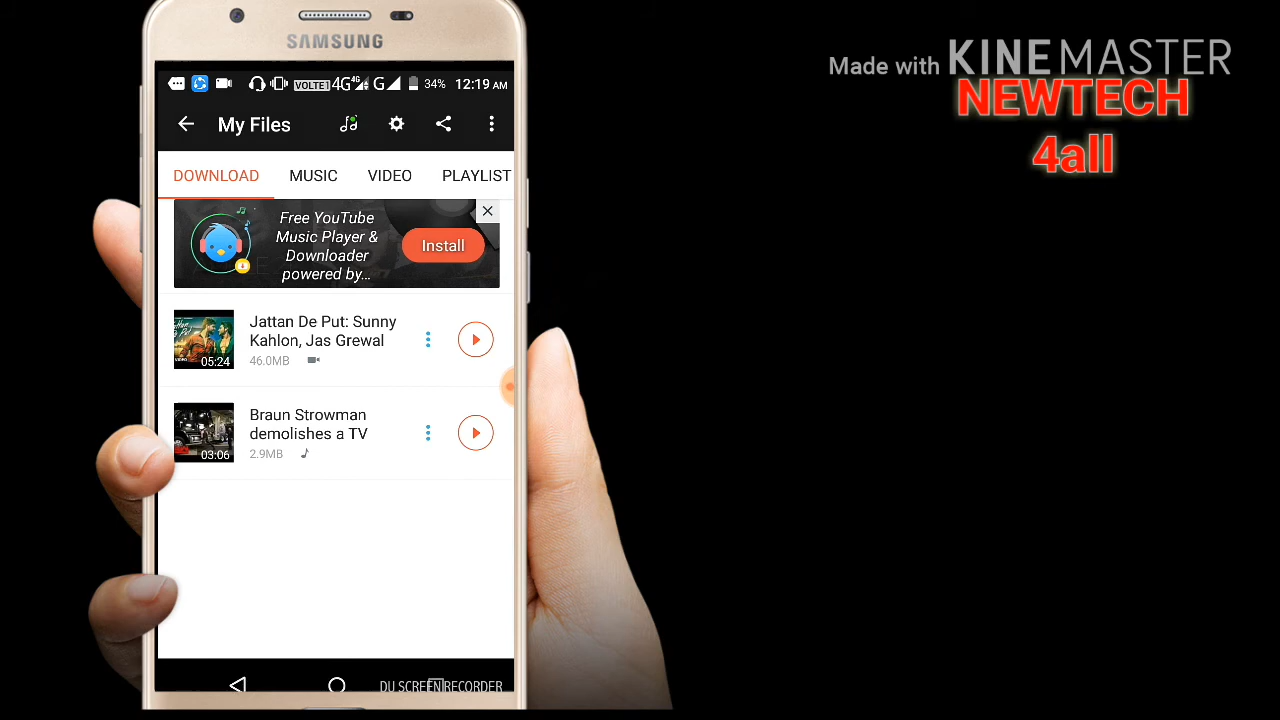 SAMSUNG
Made with KINEMASTER
NEWTECH
4all
VOLTE1 4G 4G G 34% 12:19 AM
My Files
DOWNLOAD MUSIC VIDEO PLAYLIST
Free YouTube
Music Player &
Downloader
powered by...
Install
Jattan De Put: Sunny
Kahlon, Jas Grewal
46.0MB
05:24
Braun Strowman
demolishes a TV
2.9MB
03:06
DU SCREEN RECORDER